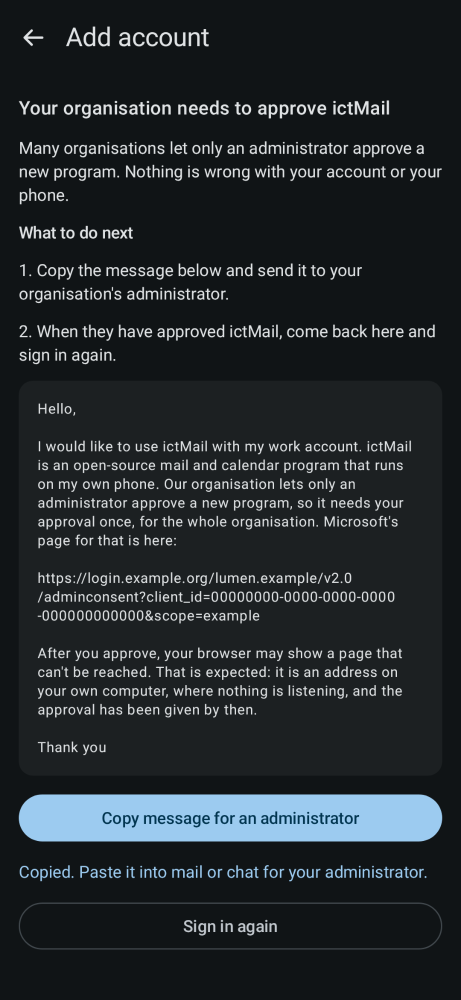 Add account
Your organisation needs to approve ictMail
Many organisations let only an administrator approve a
new program. Nothing is wrong with your account or your
phone.
What to do next
1. Copy the message below and send it to your
organisation's administrator.
2. When they have approved ictMail, come back here and
sign in again.
Hello,
I would like to use ictMail with my work account. ictMail
is an open-source mail and calendar program that runs
on my own phone. Our organisation lets only an
administrator approve a new program, so it needs your
approval once, for the whole organisation. Microsoft's
page for that is here:
https://login.example.org/lumen.example/v2.0
/adminconsent?client_id=00000000-0000-0000-0000
-000000000000&scope=example
After you approve, your browser may show a page that
can't be reached. That is expected: it is an address on
your own computer, where nothing is listening, and the
approval has been given by then.
Thank you
Copy message for an administrator
Copied. Paste it into mail or chat for your administrator.
Sign in again